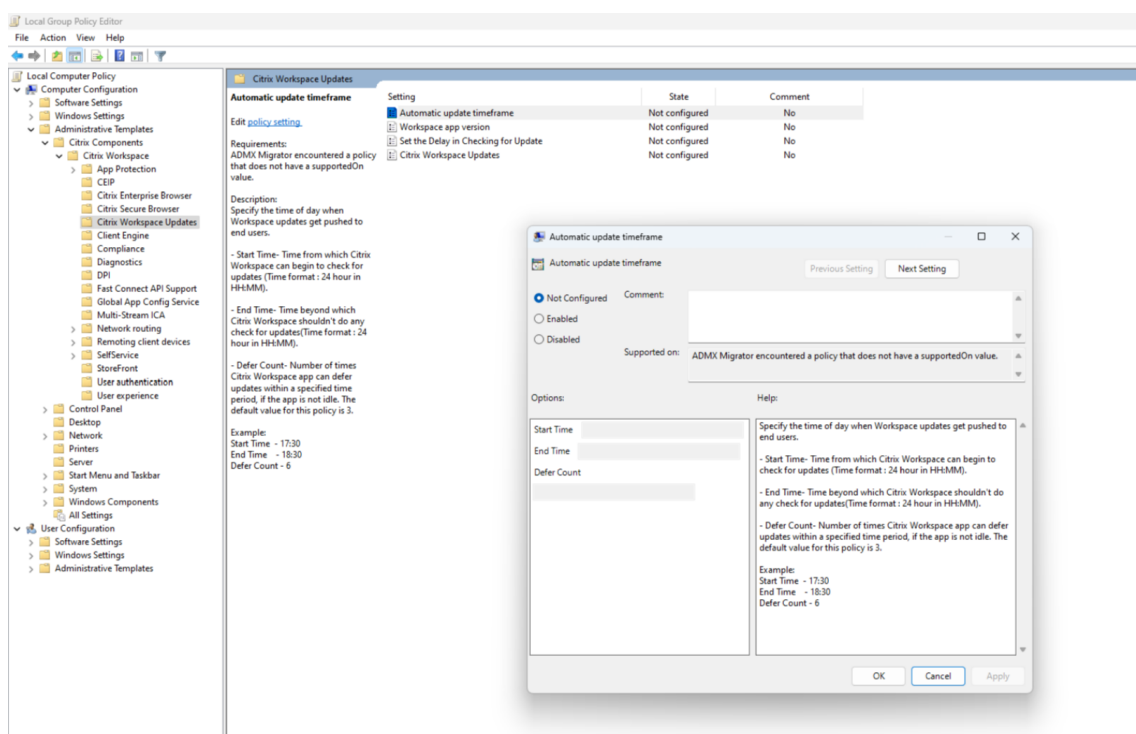 Local Group Policy Editor
File Action View Help
Local Computer Policy
Computer Configuration
Software Settings
Windows Settings
Administrative Templates
Citrix Components
Citrix Workspace
App Protection
CEIP
Citrix Enterprise Browser
Citrix Secure Browser
Citrix Workspace Updates
Client Engine
Compliance
Diagnostics
DPI
Fast Connect API Support
Global App Config Service
Multi-Stream ICA
Network routing
Remoting client devices
SelfService
StoreFront
User authentication
User experience
Control Panel
Desktop
Network
Printers
Server
Start Menu and Taskbar
System
Windows Components
All Settings
User Configuration
Software Settings
Windows Settings
Administrative Templates
Citrix Workspace Updates
Automatic update timeframe
Edit policy setting
Requirements:
ADMX Migrator encountered a policy
that does not have a supportedOn
value.
Description:
Specify the time of day when
Workspace updates get pushed to
end users.
- Start Time- Time from which Citrix
Workspace can begin to check for
updates (Time format : 24 hour in
HH:MM).
- End Time- Time beyond which
Citrix Workspace shouldn't do any
check for updates(Time format : 24
hour in HH:MM).
- Defer Count- Number of times
Citrix Workspace app can defer
updates within a specified time
period, if the app is not idle. The
default value for this policy is 3.
Example:
Start Time - 17:30
End Time - 18:30
Defer Count - 6
Setting State Comment
Automatic update timeframe Not configured No
Workspace app version Not configured No
Set the Delay in Checking for Update Not configured No
Citrix Workspace Updates Not configured No
Automatic update timeframe
Automatic update timeframe
Previous Setting Next Setting
Not Configured
Enabled
Disabled
Comment:
Supported on: ADMX Migrator encountered a policy that does not have a supportedOn value.
Options:
Help:
Start Time
End Time
Defer Count
Specify the time of day when Workspace updates get pushed to
end users.
- Start Time- Time from which Citrix Workspace can begin to
check for updates (Time format : 24 hour in HH:MM).
- End Time- Time beyond which Citrix Workspace shouldn't do
any check for updates(Time format : 24 hour in HH:MM).
- Defer Count- Number of times Citrix Workspace app can defer
updates within a specified time period, if the app is not idle. The
default value for this policy is 3.
Example:
Start Time - 17:30
End Time - 18:30
Defer Count - 6
OK Cancel Apply